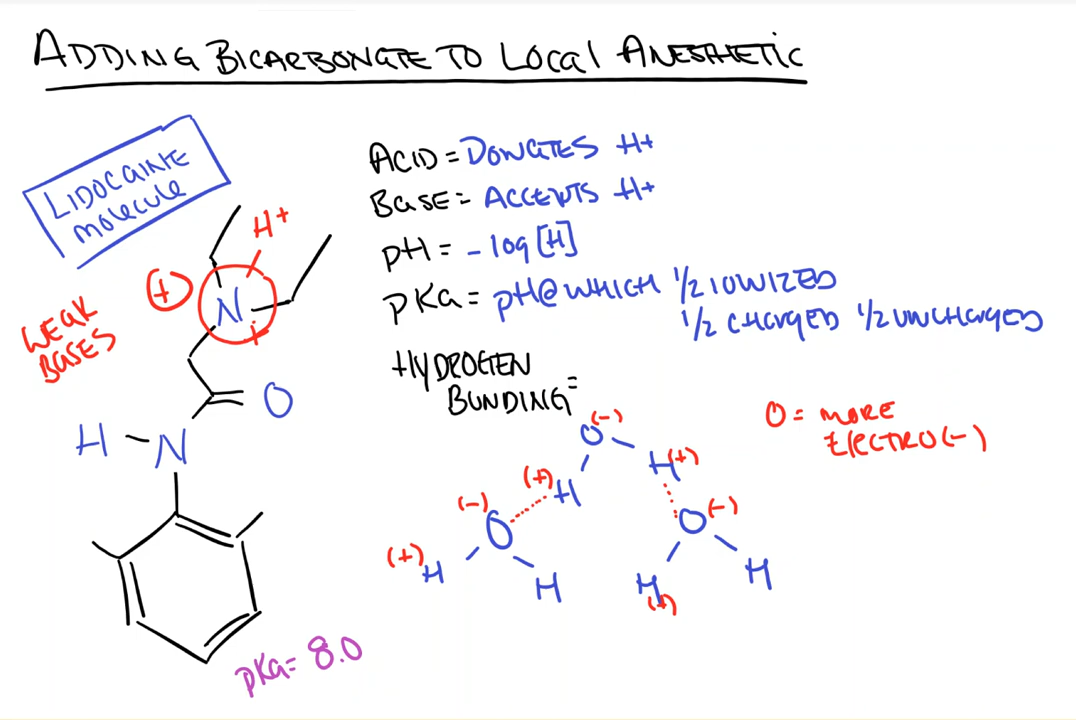 ADDING BICARBONATE TO LOCAL ANESTHETIC
LIDOCAINE
MOLECULE
ACID = DONATES H+
BASE = ACCEPTS H+
pH = - log [H]
pKa = pH @ WHICH 1/2 IONIZED
1/2 CHARGED 1/2 UNCHARGED
WEAK
BASES
H+
(+)
N
+
O
H - N
HYDROGEN
BONDING =
O = MORE
ELECTRO (-)
O (-)
H (+)
(+) H
(-) O
O (-)
(+) H
H
H
(+)
H
pKa = 8.0